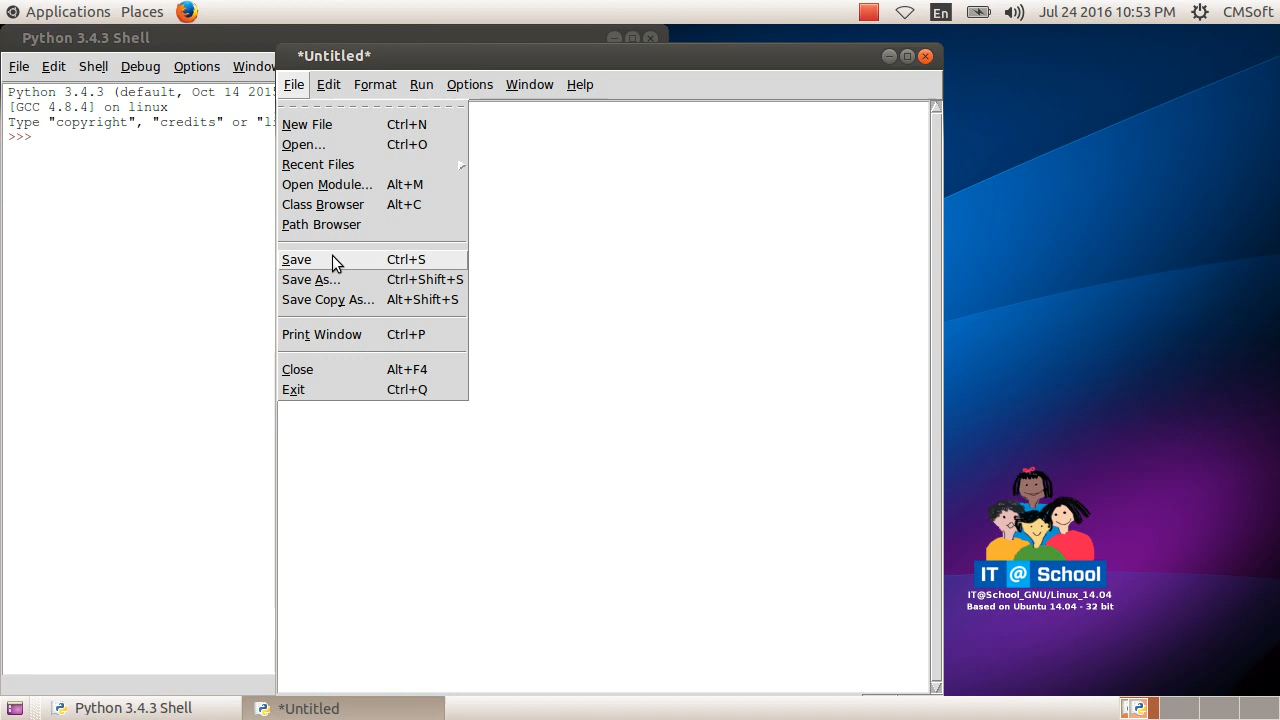 Applications Places En Jul 24 2016 10:53 PM CMSoft
Python 3.4.3 Shell
File Edit Shell Debug Options Window
Python 3.4.3 (default, Oct 14 2015
[GCC 4.8.4] on linux
Type "copyright", "credits" or "l
>>>
*Untitled*
File Edit Format Run Options Window Help
New File Ctrl+N
Open... Ctrl+O
Recent Files
Open Module... Alt+M
Class Browser Alt+C
Path Browser
Save Ctrl+S
Save As... Ctrl+Shift+S
Save Copy As... Alt+Shift+S
Print Window Ctrl+P
Close Alt+F4
Exit Ctrl+Q
IT @ School
IT@School_GNU/Linux_14.04
Based on Ubuntu 14.04 - 32 bit
Python 3.4.3 Shell
*Untitled